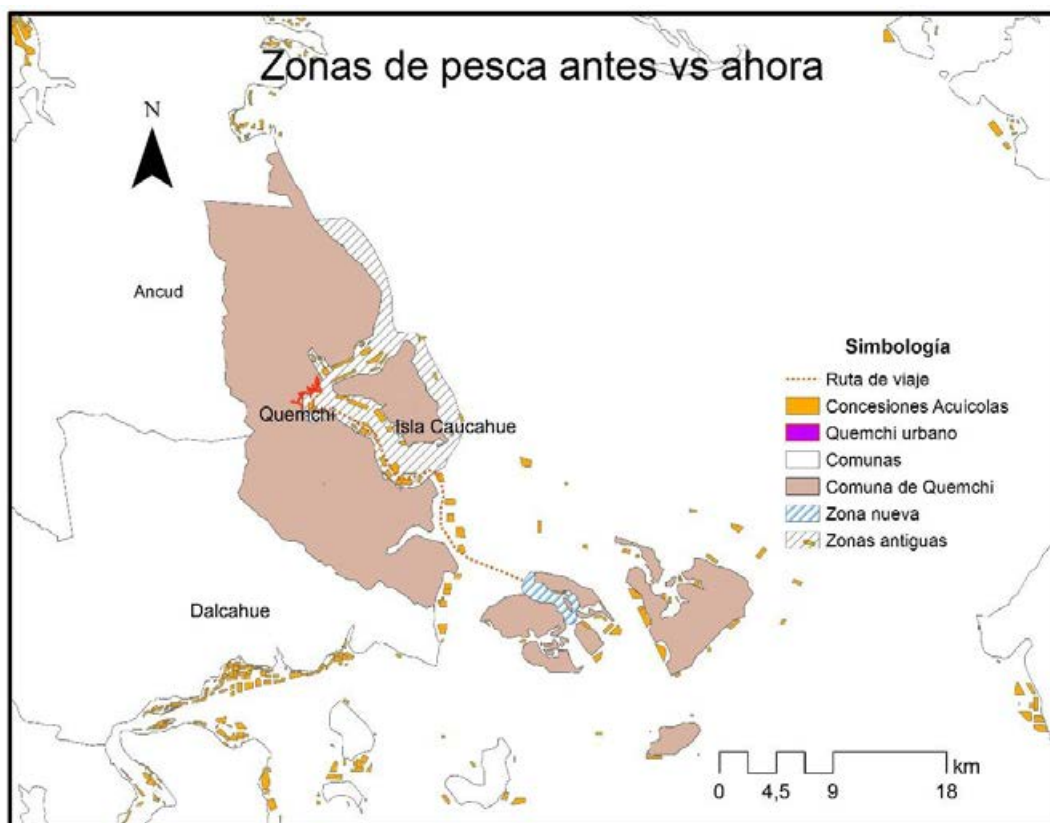 Zonas de pesca antes vs ahora
N
Ancud
Quemchi
Isla Caucahue
Dalcahue
Simbología
Ruta de viaje
Concesiones Acuicolas
Quemchi urbano
Comunas
Comuna de Quemchi
Zona nueva
Zonas antiguas
km
0 4,5 9 18